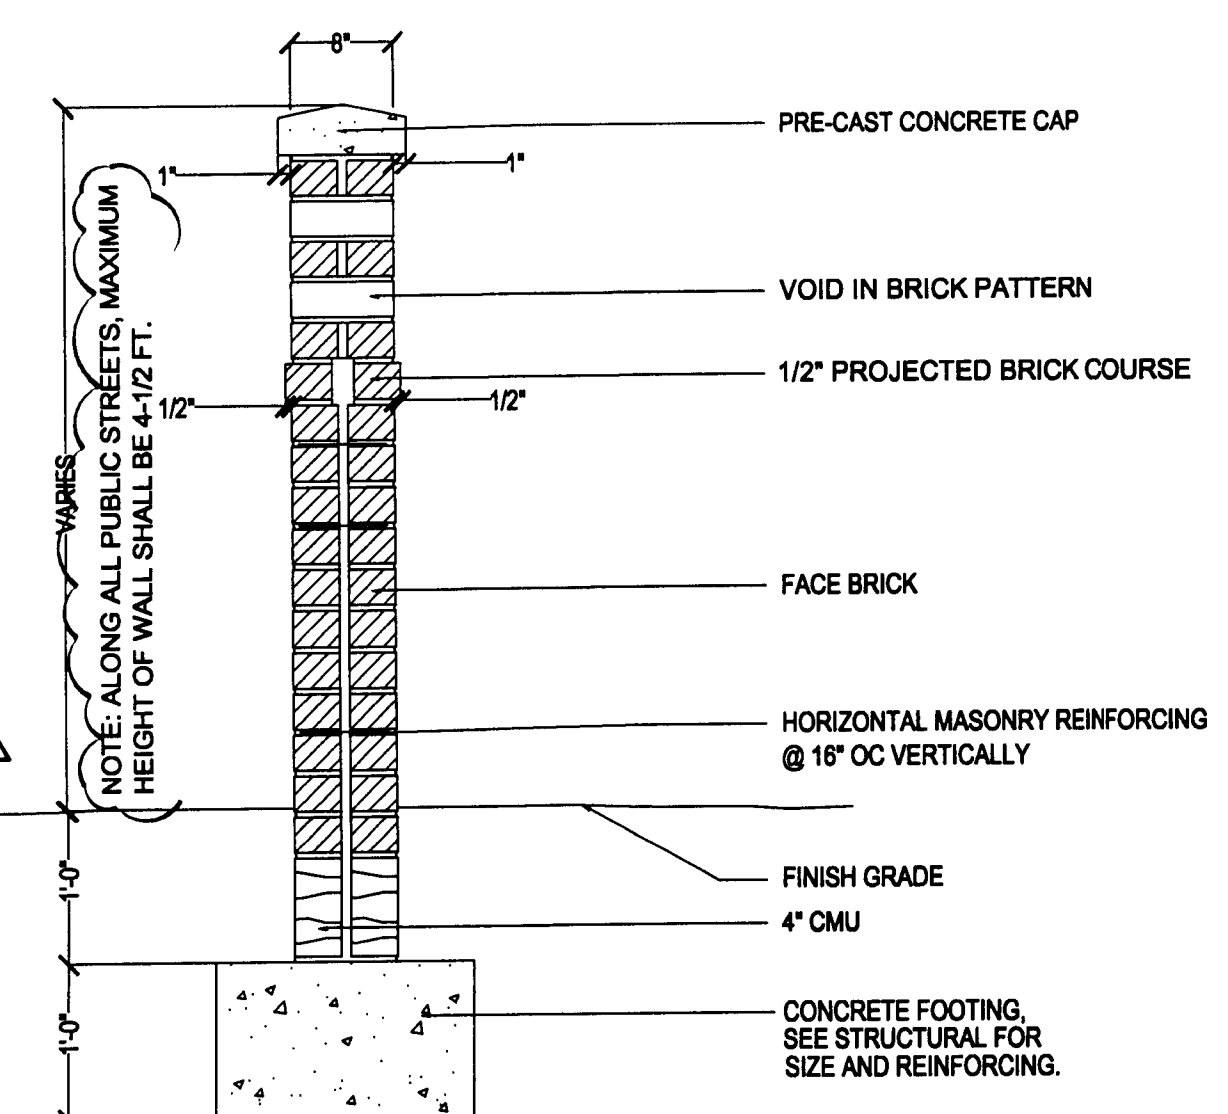 8"
PRE-CAST CONCRETE CAP
1"
1"
VOID IN BRICK PATTERN
1/2" PROJECTED BRICK COURSE
1/2"
1/2"
VARIES
NOTE: ALONG ALL PUBLIC STREETS, MAXIMUM
HEIGHT OF WALL SHALL BE 4-1/2 FT.
FACE BRICK
HORIZONTAL MASONRY REINFORCING
@ 16" OC VERTICALLY
FINISH GRADE
1'-0"
4" CMU
1'-0"
CONCRETE FOOTING,
SEE STRUCTURAL FOR
SIZE AND REINFORCING.